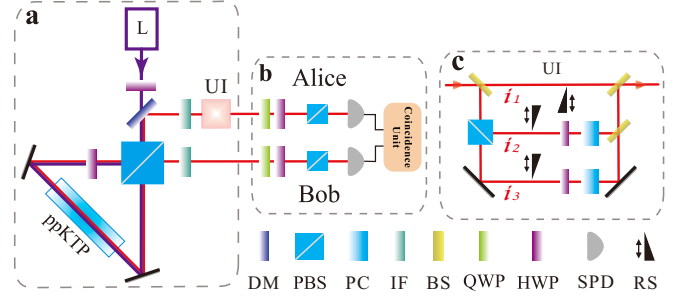 a
L
UI
ppKTP
b
Alice
Bob
Coincidence
Unit
c
UI
i1
i2
i3
DM PBS PC IF BS QWP HWP SPD RS